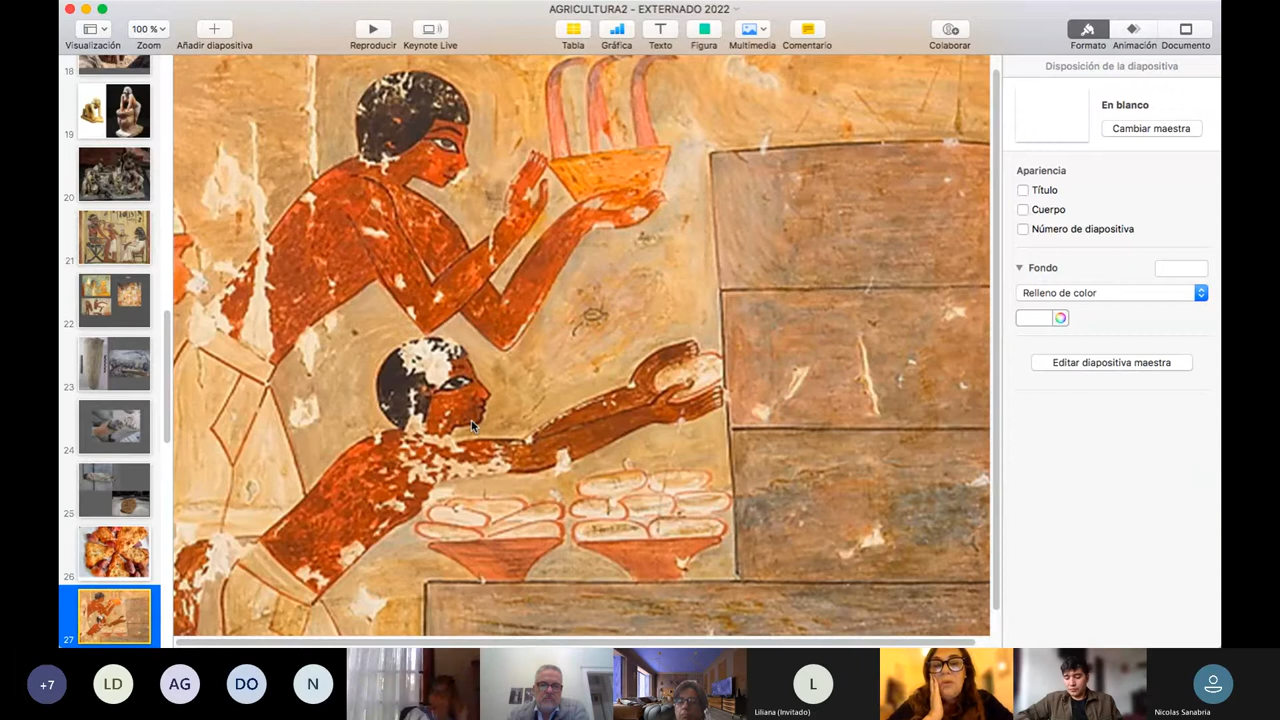 AGRICULTURA2 - EXTERNADO 2022
100 %
Visualización Zoom Añadir diapositiva Reproducir Keynote Live Tabla Gráfica Texto Figura Multimedia Comentario Colaborar Formato Animación Documento
Disposición de la diapositiva
En blanco
Cambiar maestra
Apariencia
Título
Cuerpo
Número de diapositiva
Fondo
Relleno de color
Editar diapositiva maestra
18
19
20
21
22
23
24
25
26
27
+7 LD AG DO N L
Liliana (Invitado)
Nicolas Sanabria